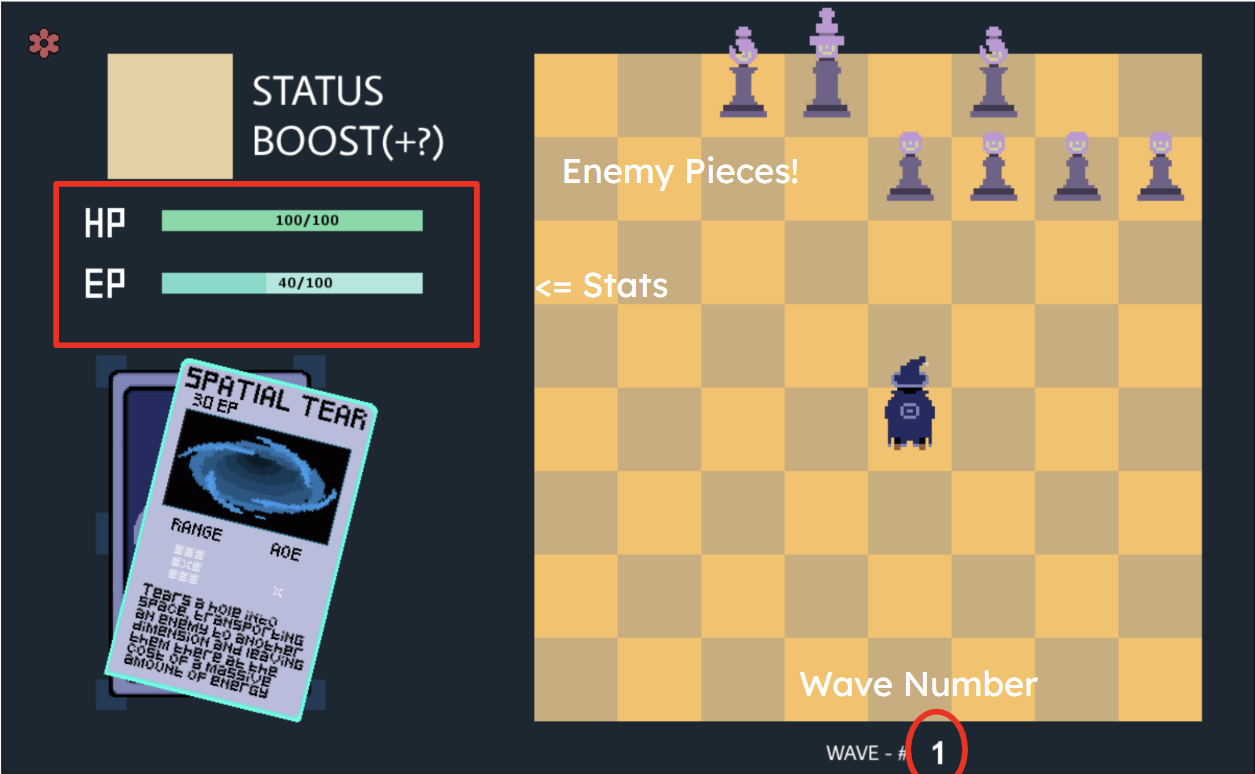 STATUS
BOOST(+?)
HP
100/100
EP
40/100
SPATIAL TEAR
30 EP
RANGE
AOE
Tears a hole into
space, transporting
an enemy to another
dimension and leaving
them there at the
cost of a massive
amount of energy
Enemy Pieces!
<= Stats
Wave Number
WAVE - # 1